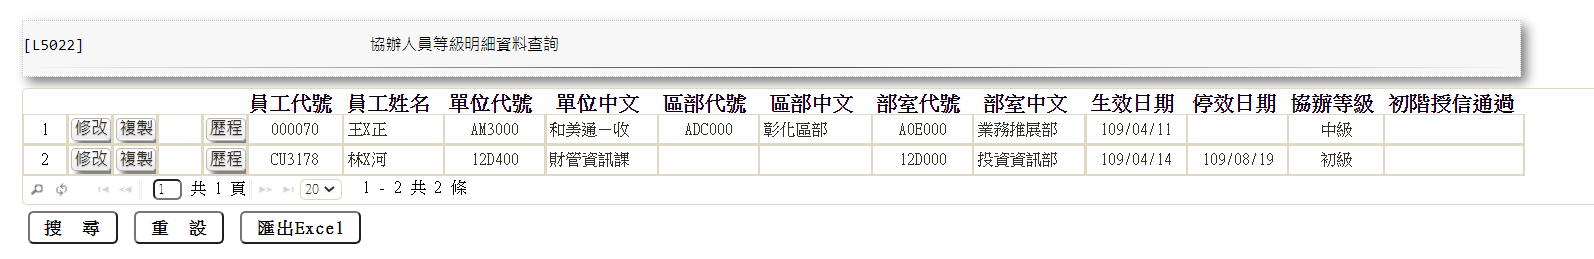 [L5022] 協辦人員等級明細資料查詢
員工代號 員工姓名 單位代號 單位中文 區部代號 區部中文 部室代號 部室中文 生效日期 停效日期 協辦等級 初階授信通過
1 修改 複製 歷程 000070 王X正 AM3000 和美通一收 ADC000 彰化區部 A0E000 業務推展部 109/04/11 中級
2 修改 複製 歷程 CU3178 林X河 12D400 財管資訊課 12D000 投資資訊部 109/04/14 109/08/19 初級
1 共 1 頁 20 1 - 2 共 2 條
搜 尋 重 設 匯出Excel